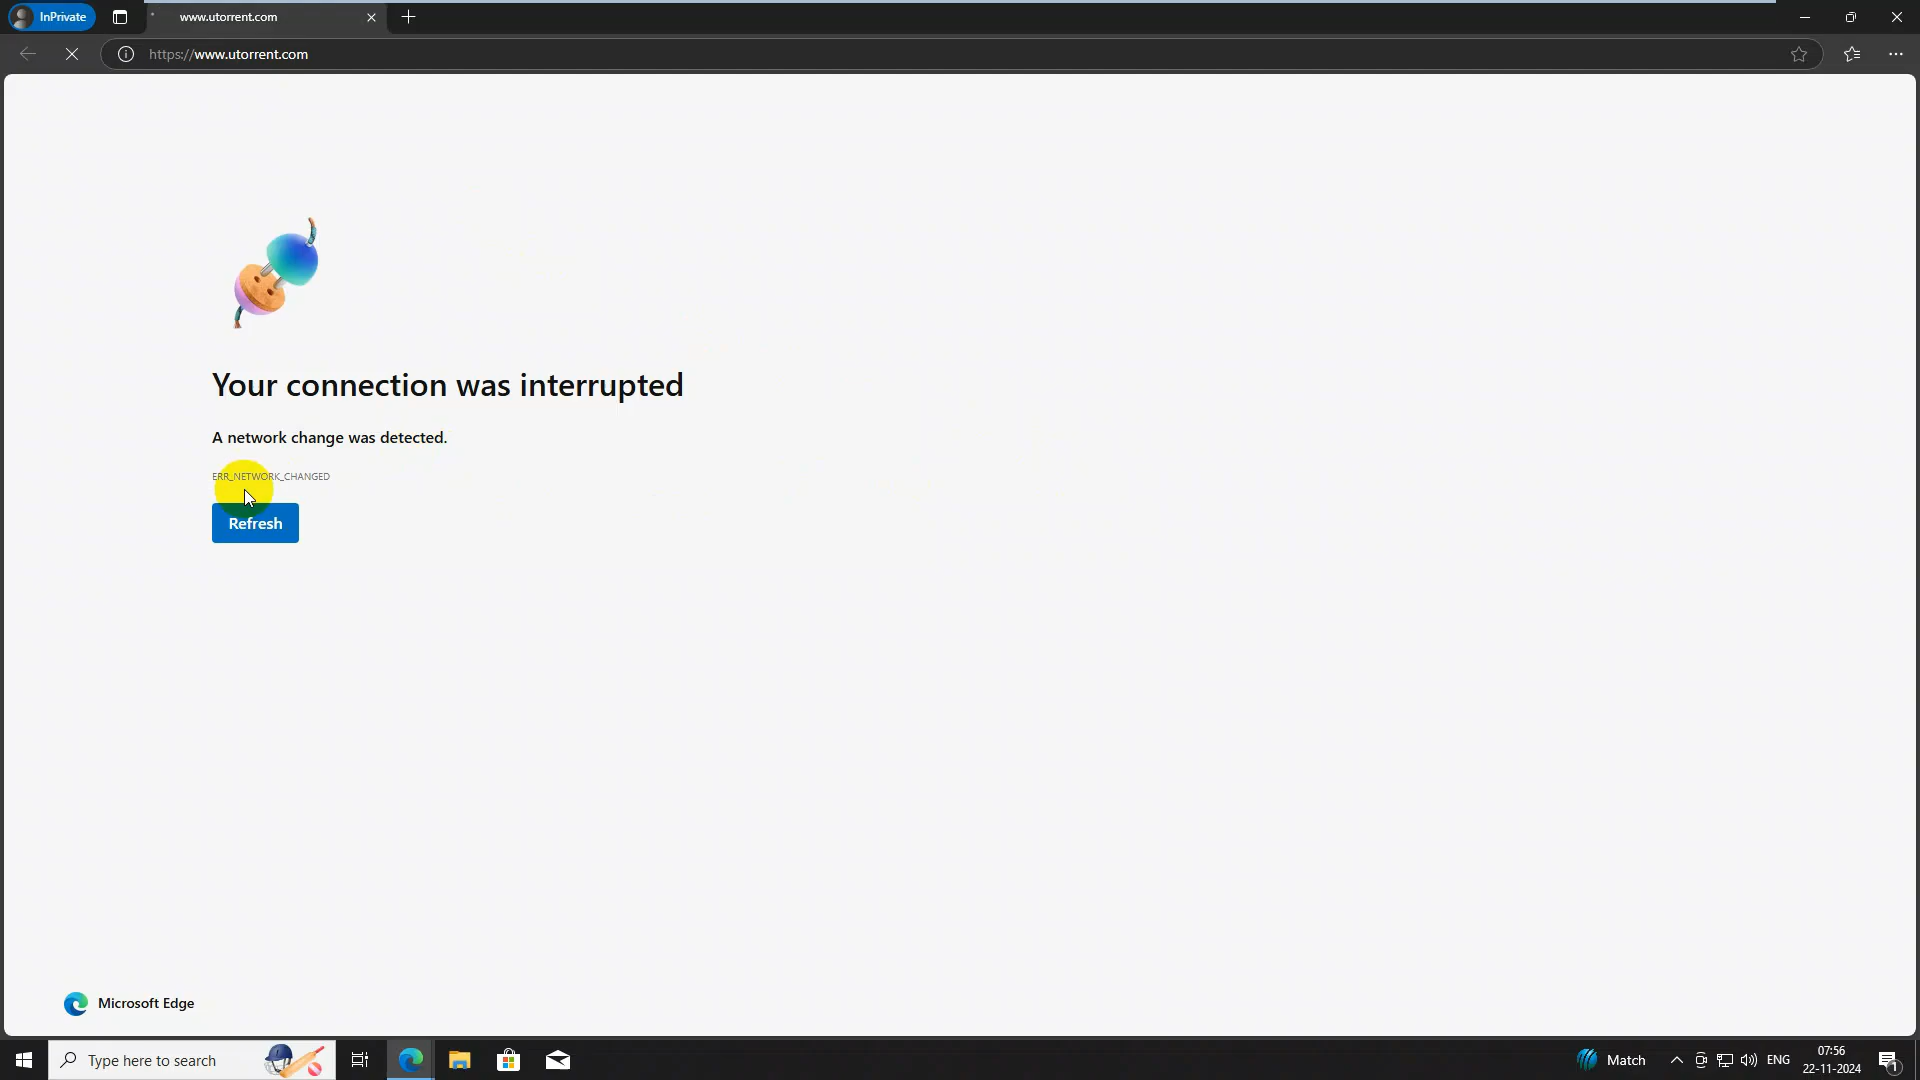 InPrivate
www.utorrent.com
https://www.utorrent.com
Your connection was interrupted
A network change was detected.
ERR_NETWORK_CHANGED
Refresh
Microsoft Edge
Type here to search
Match
ENG
07:56
22-11-2024
1